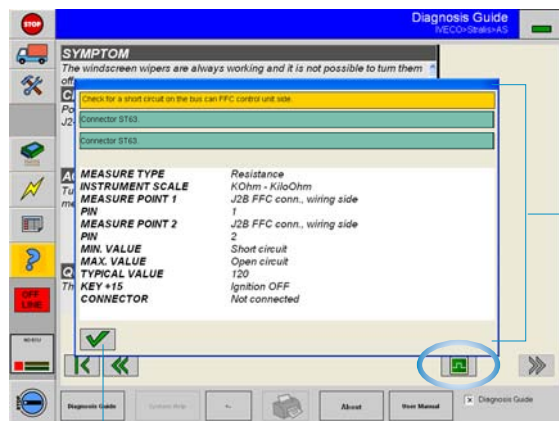 STOP
Diagnosis Guide
IVECO>Stralis>AS
SYMPTOM
The windscreen wipers are always working and it is not possible to turn them
off
Check for a short circuit on the bus can FFC control unit side.
Connector ST63.
Connector ST63.
MEASURE TYPE Resistance
INSTRUMENT SCALE KOhm - KiloOhm
MEASURE POINT 1 J2B FFC conn., wiring side
PIN 1
MEASURE POINT 2 J2B FFC conn., wiring side
PIN 2
MIN. VALUE Short circuit
MAX. VALUE Open circuit
TYPICAL VALUE 120
KEY +15 Ignition OFF
CONNECTOR Not connected
OFF
LINE
NO ECU
STOP
Diagnosis Guide
System Help
About
User Manual
Diagnosis Guide